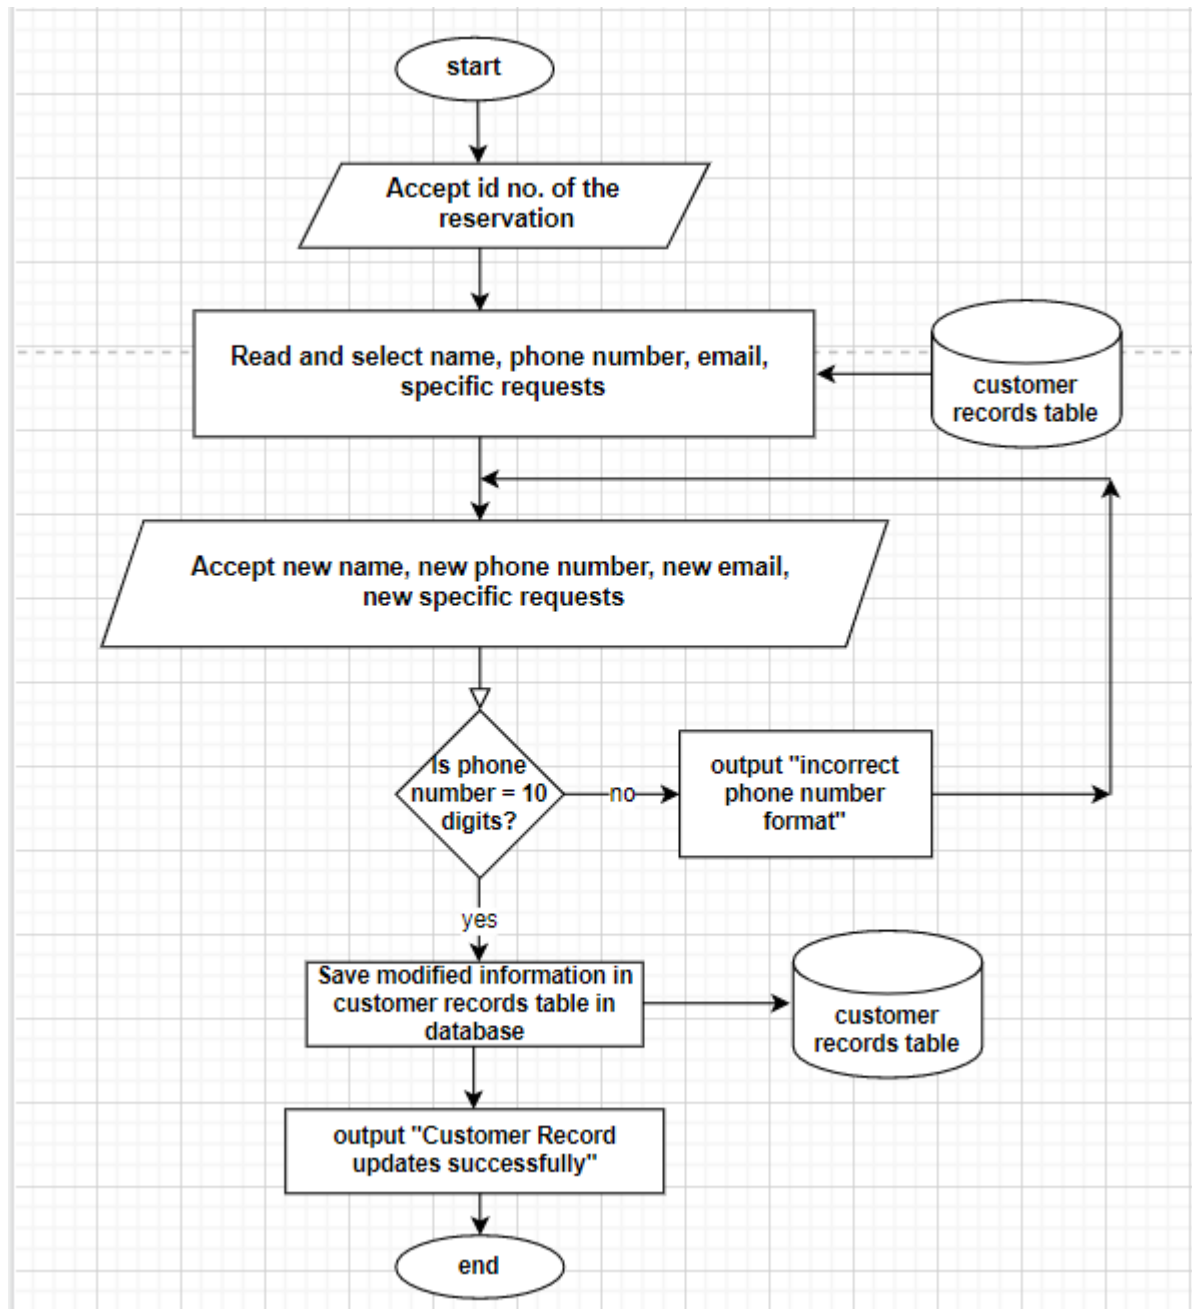 start
Accept id no. of the
reservation
Read and select name, phone number, email,
specific requests
customer
records table
Accept new name, new phone number, new email,
new specific requests
Is phone
number = 10
digits?
no
output "incorrect
phone number
format"
yes
Save modified information in
customer records table in
database
customer
records table
output "Customer Record
updates successfully"
end